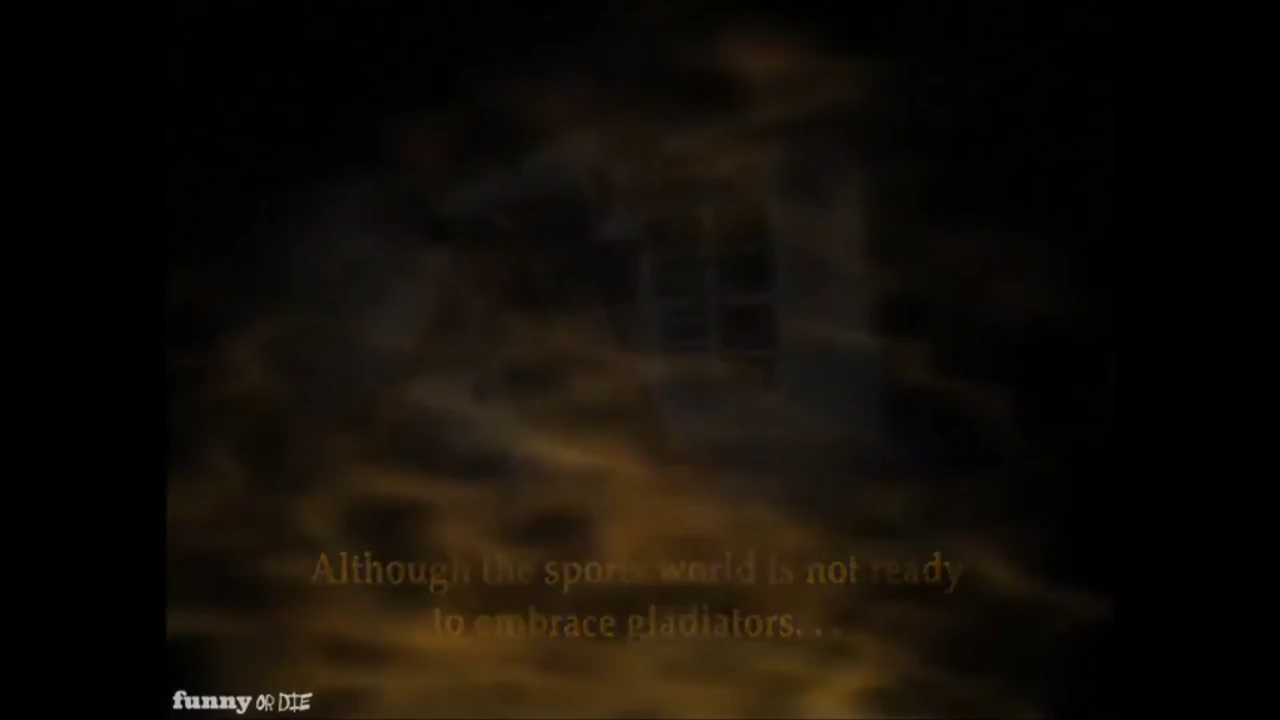 Although the sports world is not ready
to embrace gladiators. . .
funny OR DIE